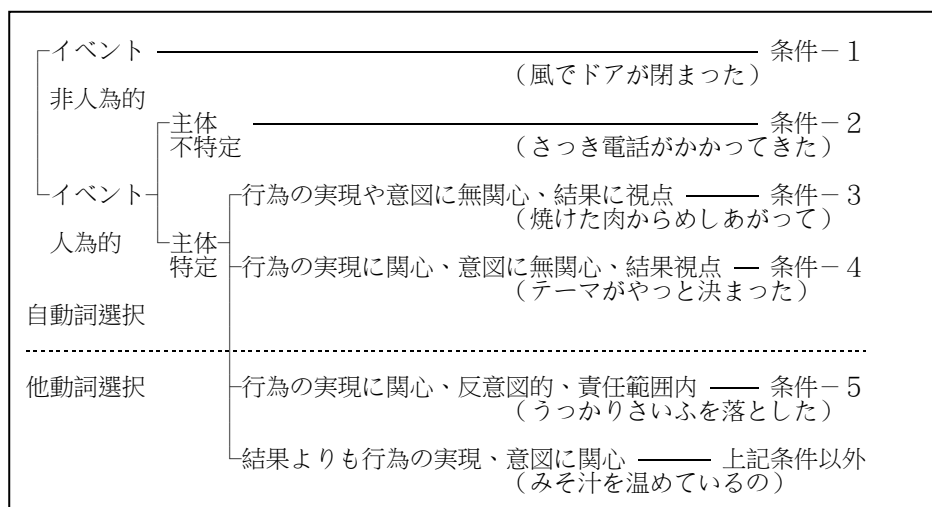 イベント 条件－１
（風でドアが閉まった）
非人為的
主体 条件－２
不特定 （さっき電話がかかってきた）
イベント 行為の実現や意図に無関心、結果に視点 条件－３
（焼けた肉からめしあがって）
人為的 主体
特定 行為の実現に関心、意図に無関心、結果視点 条件－４
（テーマがやっと決まった）
自動詞選択
他動詞選択 行為の実現に関心、反意図的、責任範囲内 条件－５
（うっかりさいふを落とした）
結果よりも行為の実現、意図に関心 上記条件以外
（みそ汁を温めているの）